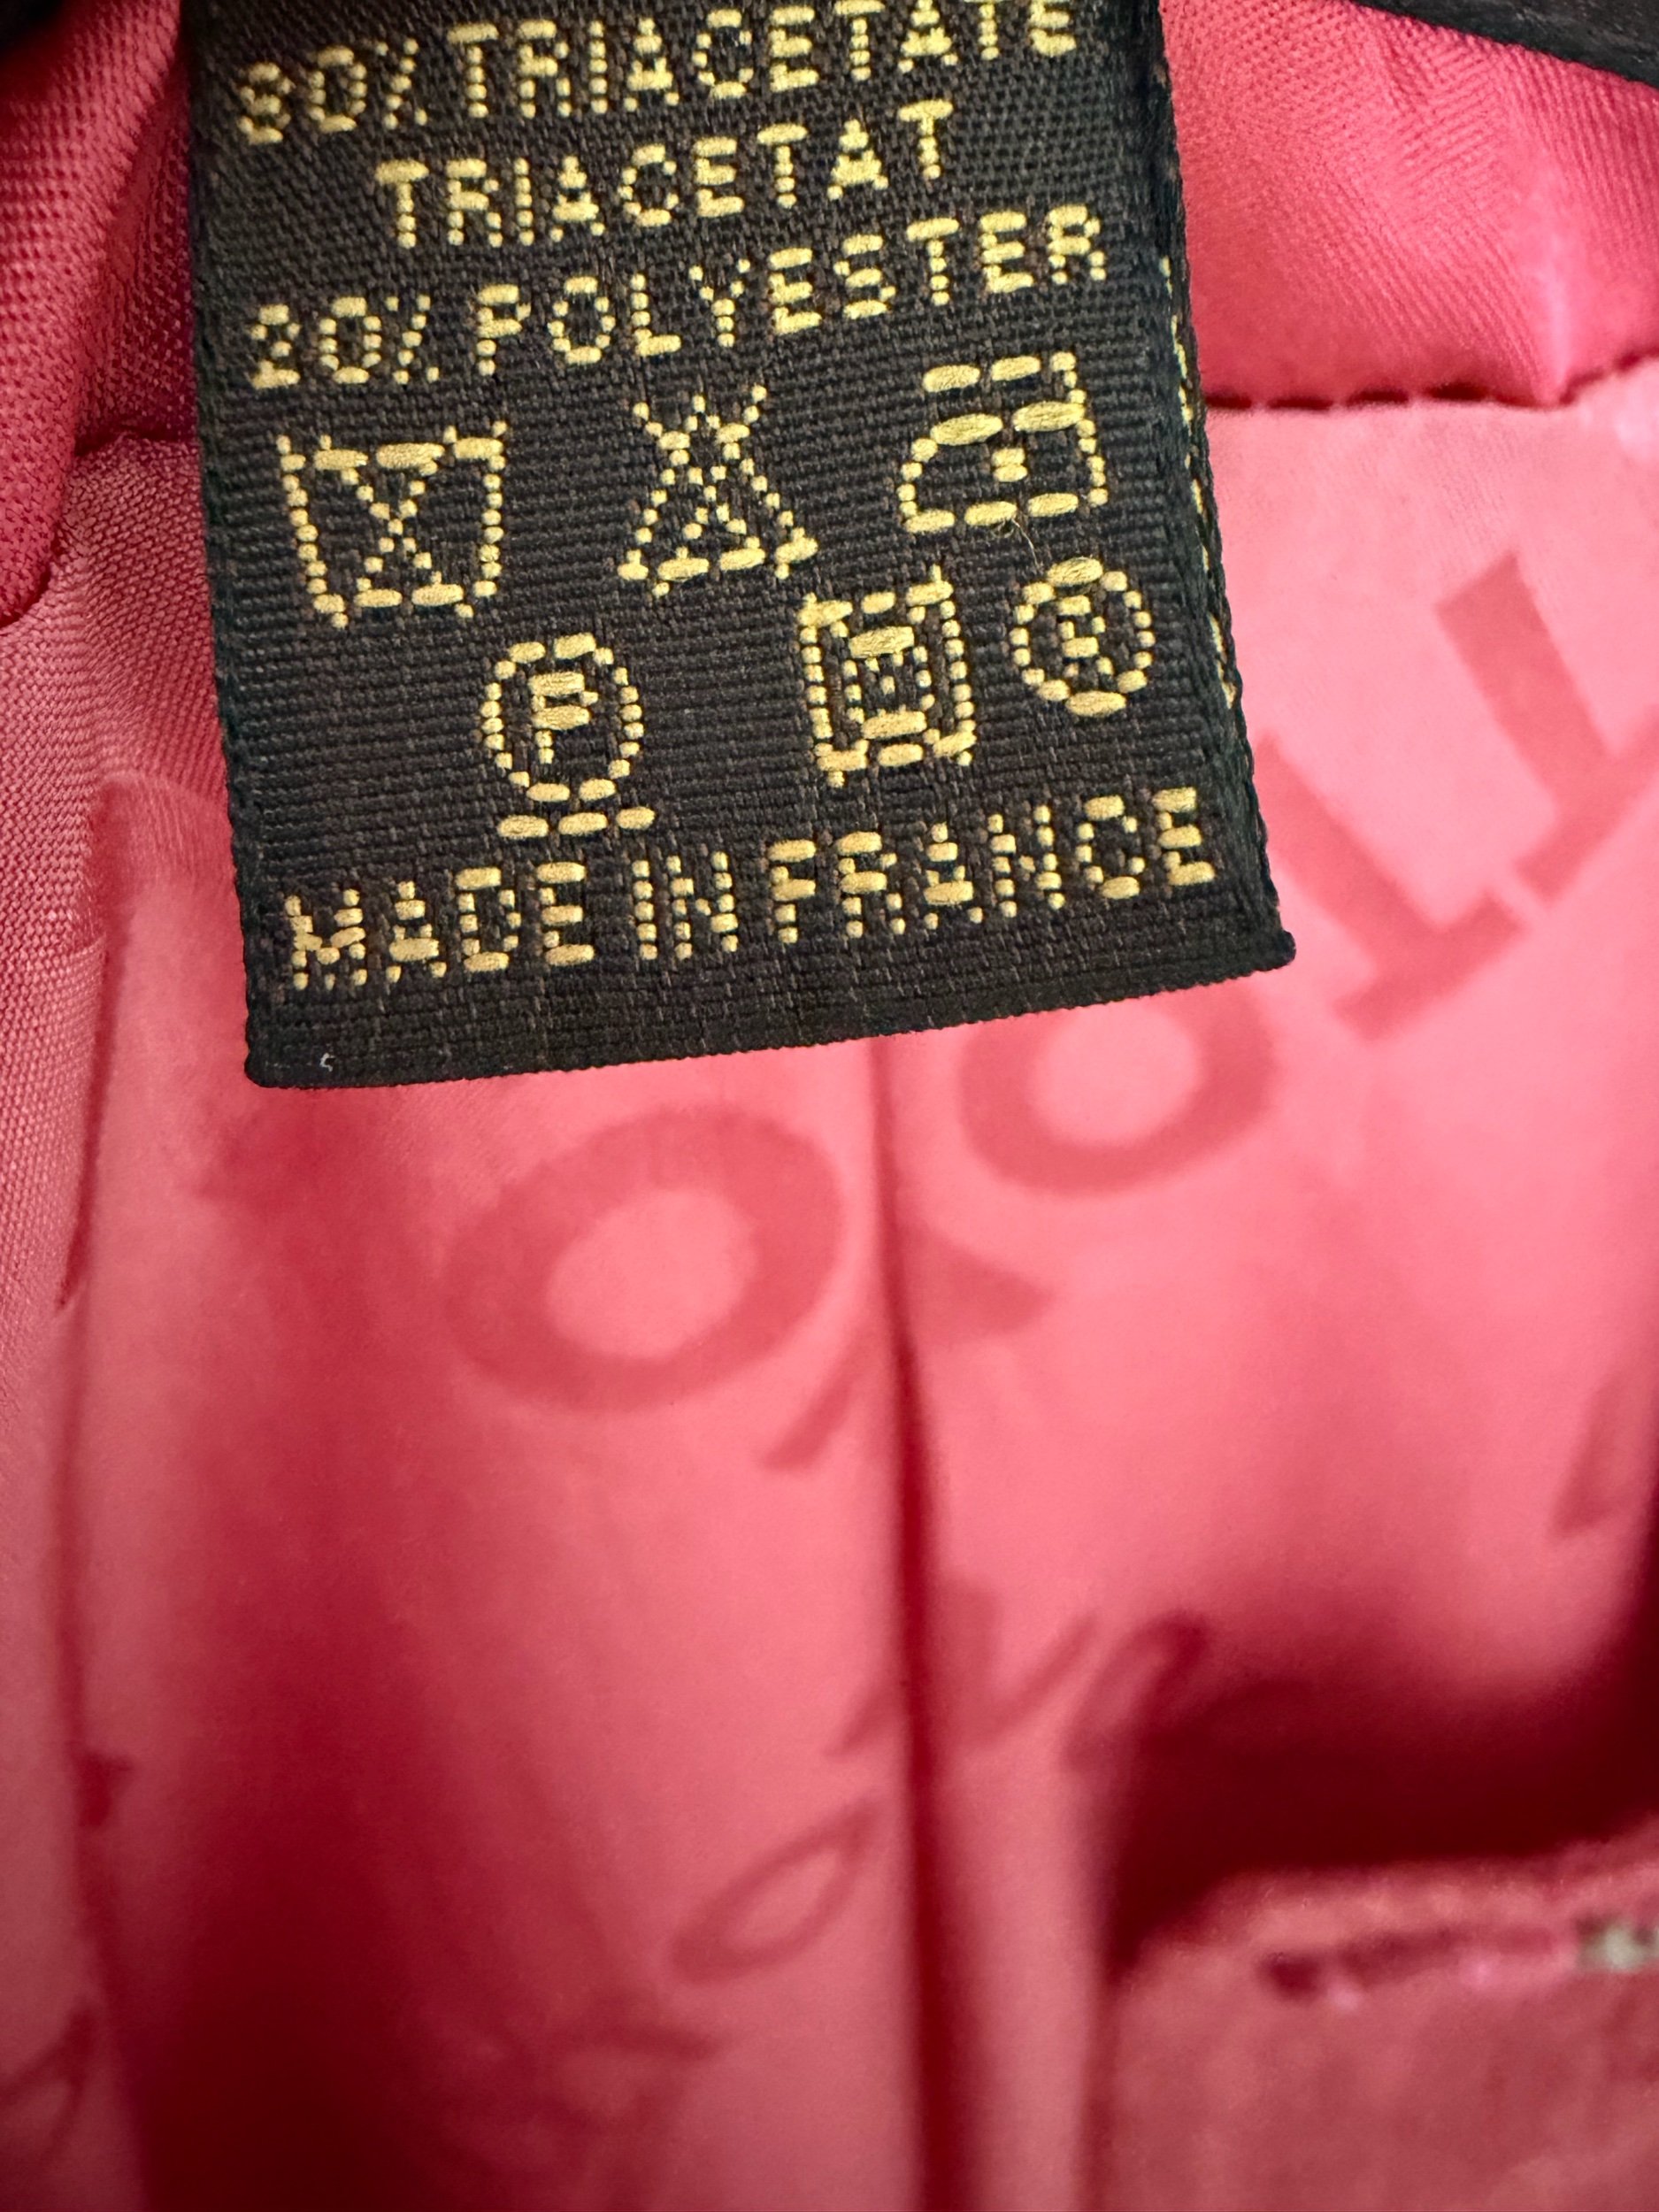 80% TRIACETATE
TRIACETAT
20% POLYESTER
P
R
MADE IN FRANCE